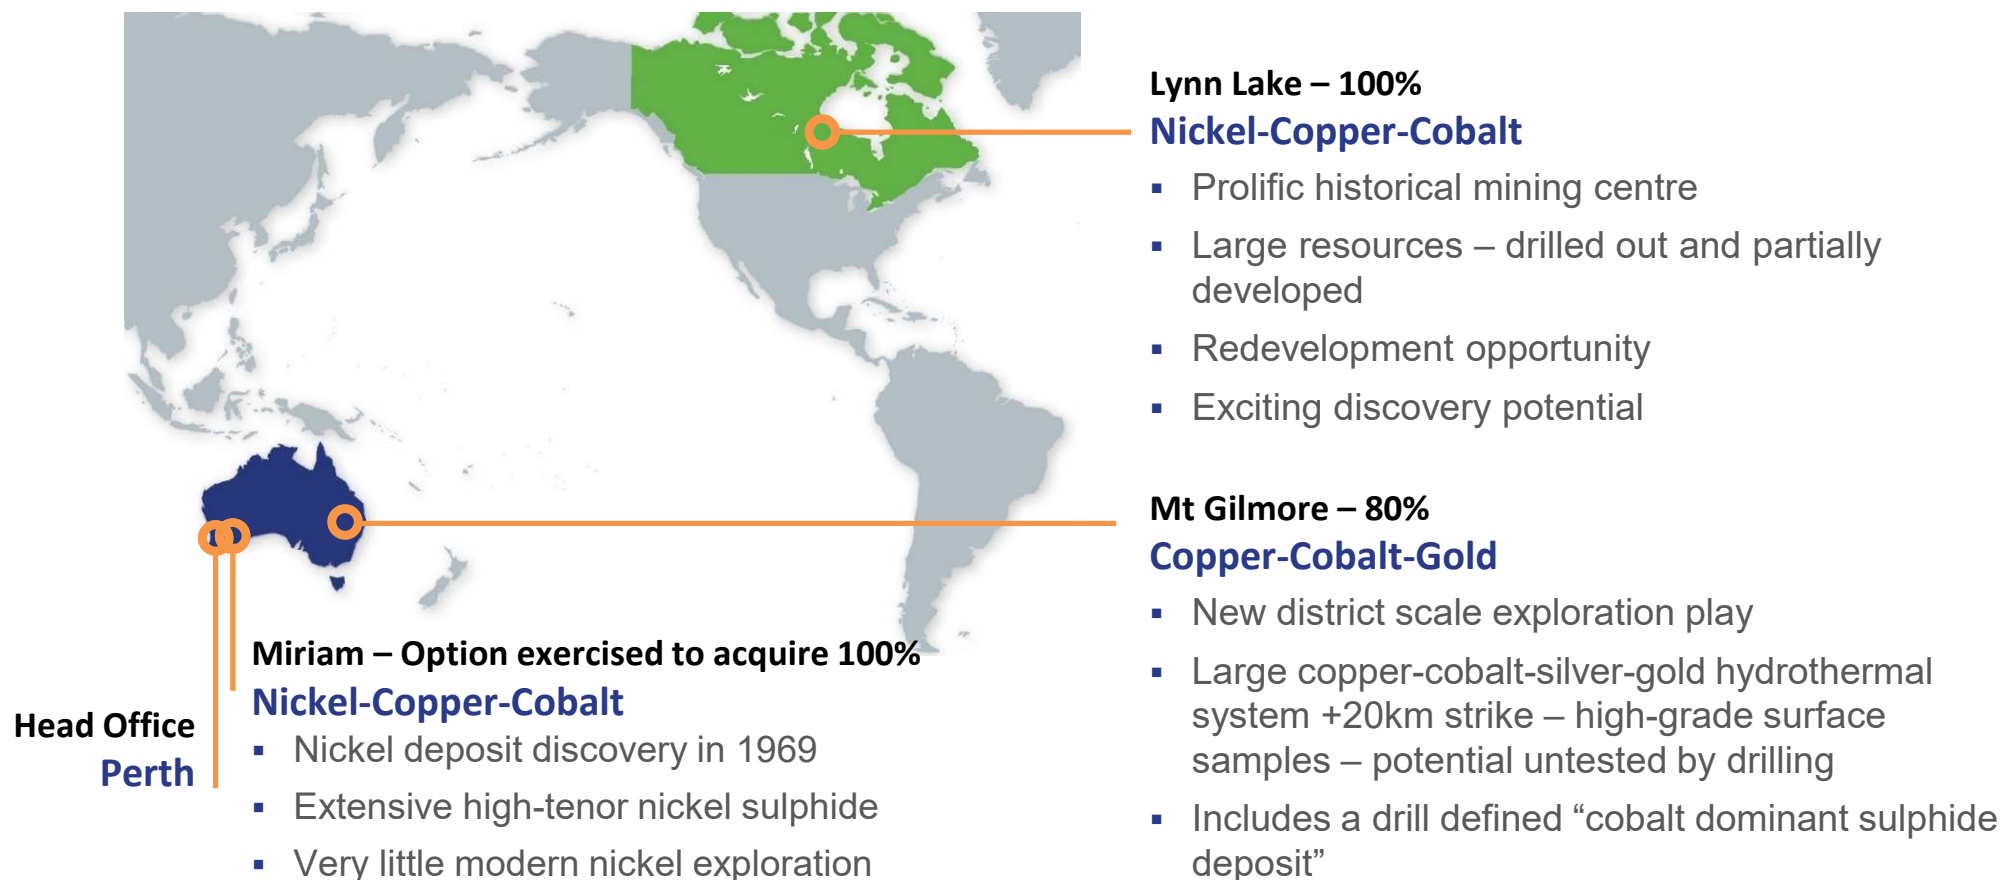 Lynn Lake – 100%
Nickel-Copper-Cobalt
▪ Prolific historical mining centre
▪ Large resources – drilled out and partially
developed
▪ Redevelopment opportunity
▪ Exciting discovery potential
Mt Gilmore – 80%
Copper-Cobalt-Gold
▪ New district scale exploration play
▪ Large copper-cobalt-silver-gold hydrothermal
system +20km strike – high-grade surface
samples – potential untested by drilling
▪ Includes a drill defined “cobalt dominant sulphide
deposit”
Miriam – Option exercised to acquire 100%
Nickel-Copper-Cobalt
▪ Nickel deposit discovery in 1969
▪ Extensive high-tenor nickel sulphide
▪ Very little modern nickel exploration
Head Office
Perth